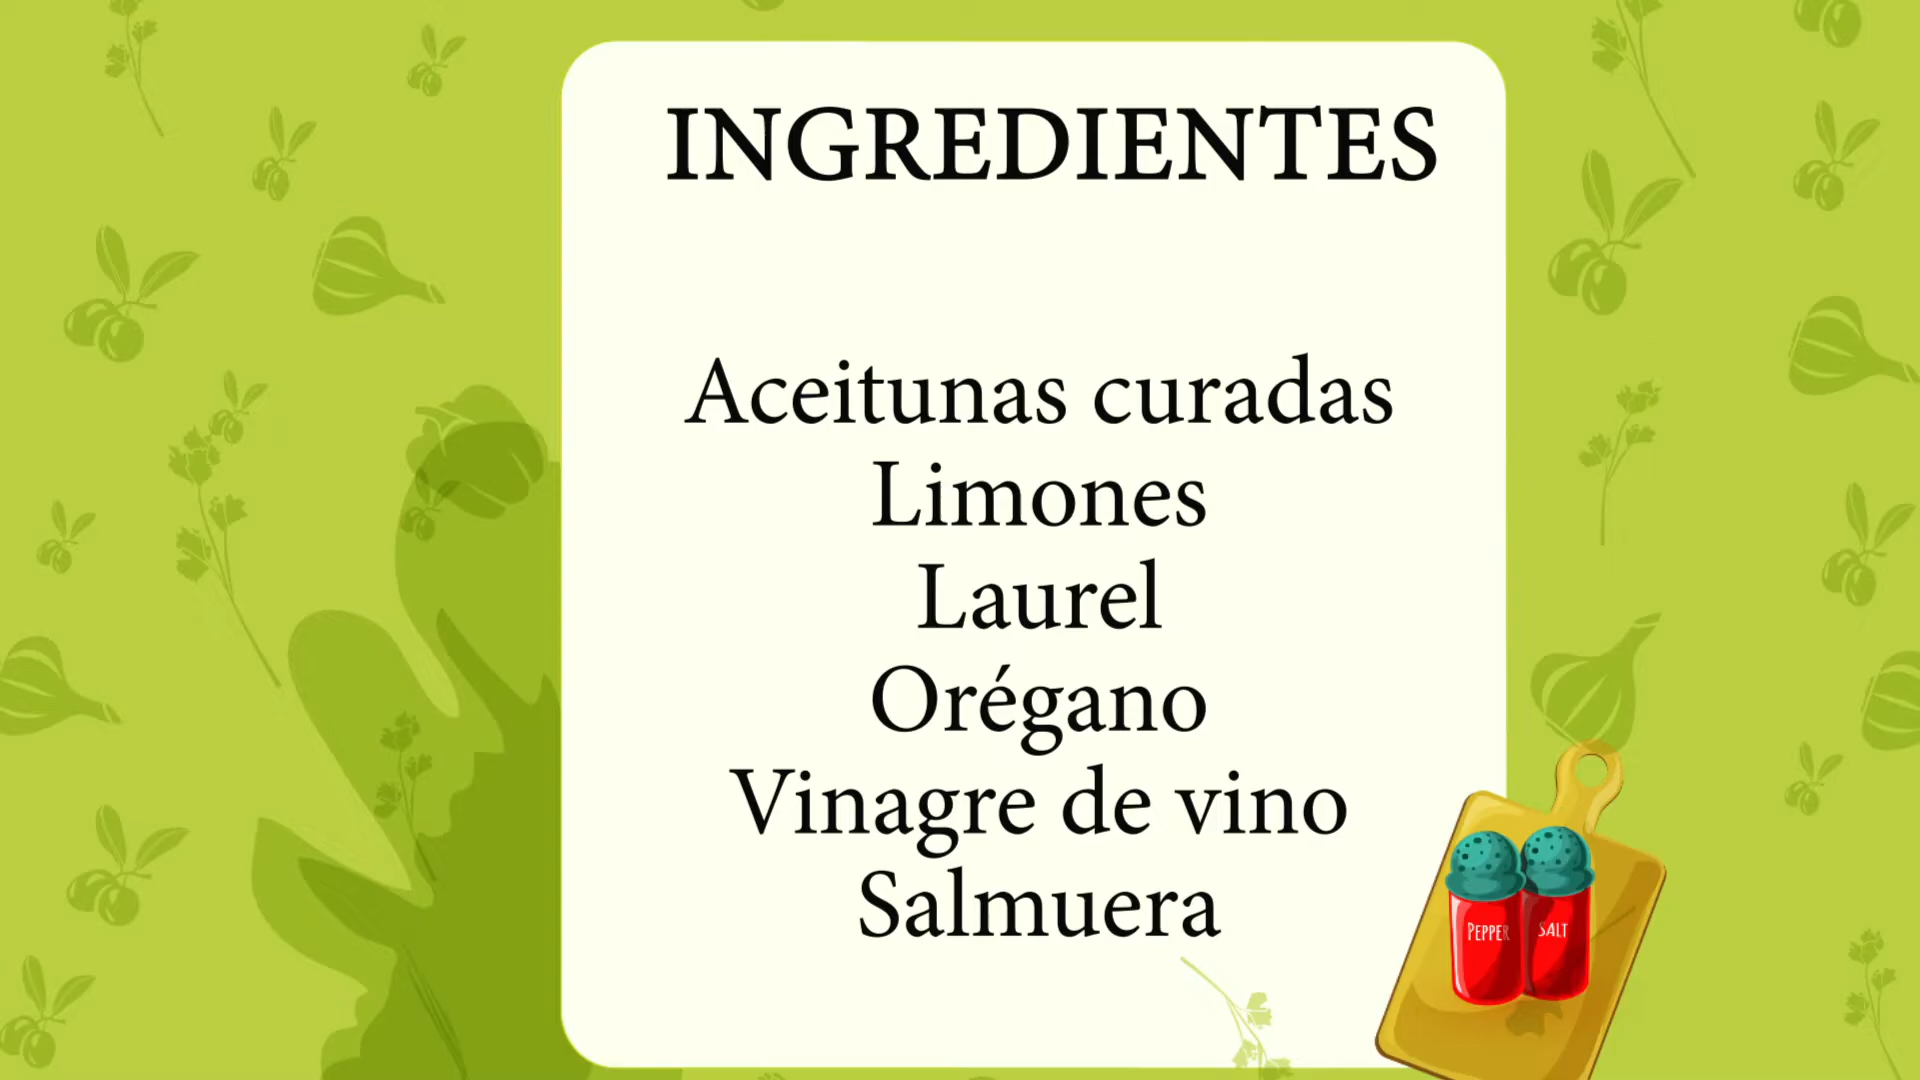 INGREDIENTES
Aceitunas curadas
Limones
Laurel
Orégano
Vinagre de vino
Salmuera
PEPPER
SALT